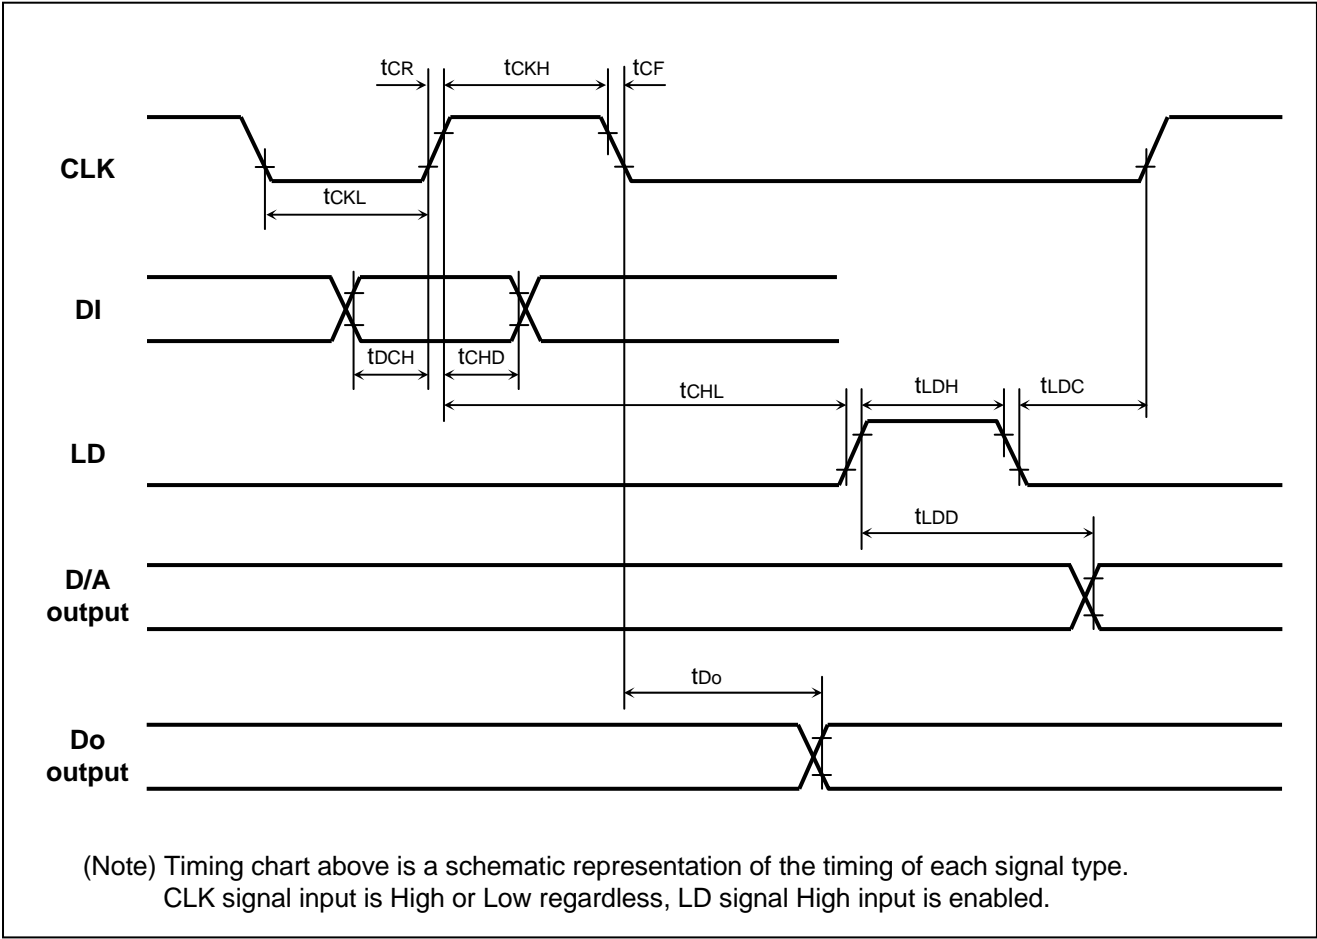 tCR tCKH tCF
CLK
tCKL
DI
tDCH tCHD
tCHL tLDH tLDC
LD
tLDD
D/A
output
tDo
Do
output
(Note) Timing chart above is a schematic representation of the timing of each signal type.
CLK signal input is High or Low regardless, LD signal High input is enabled.